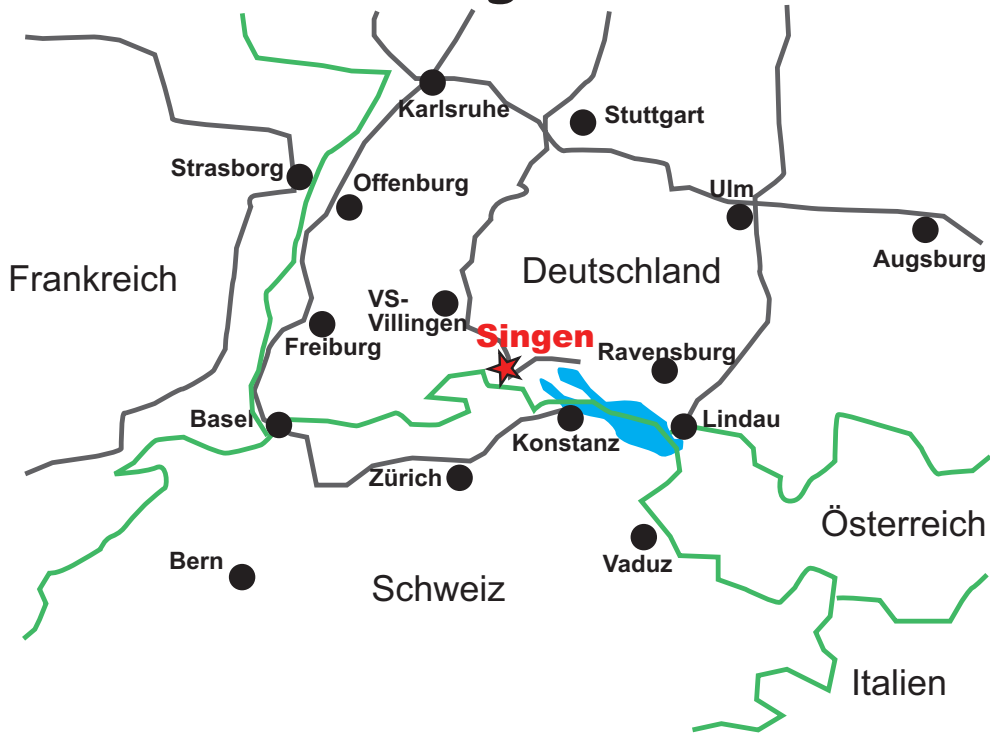 Karlsruhe
Stuttgart
Strasborg
Offenburg
Ulm
Augsburg
Frankreich
Deutschland
VS-
Villingen
Singen
Freiburg
Ravensburg
Basel
Lindau
Konstanz
Zürich
Österreich
Bern
Vaduz
Schweiz
Italien